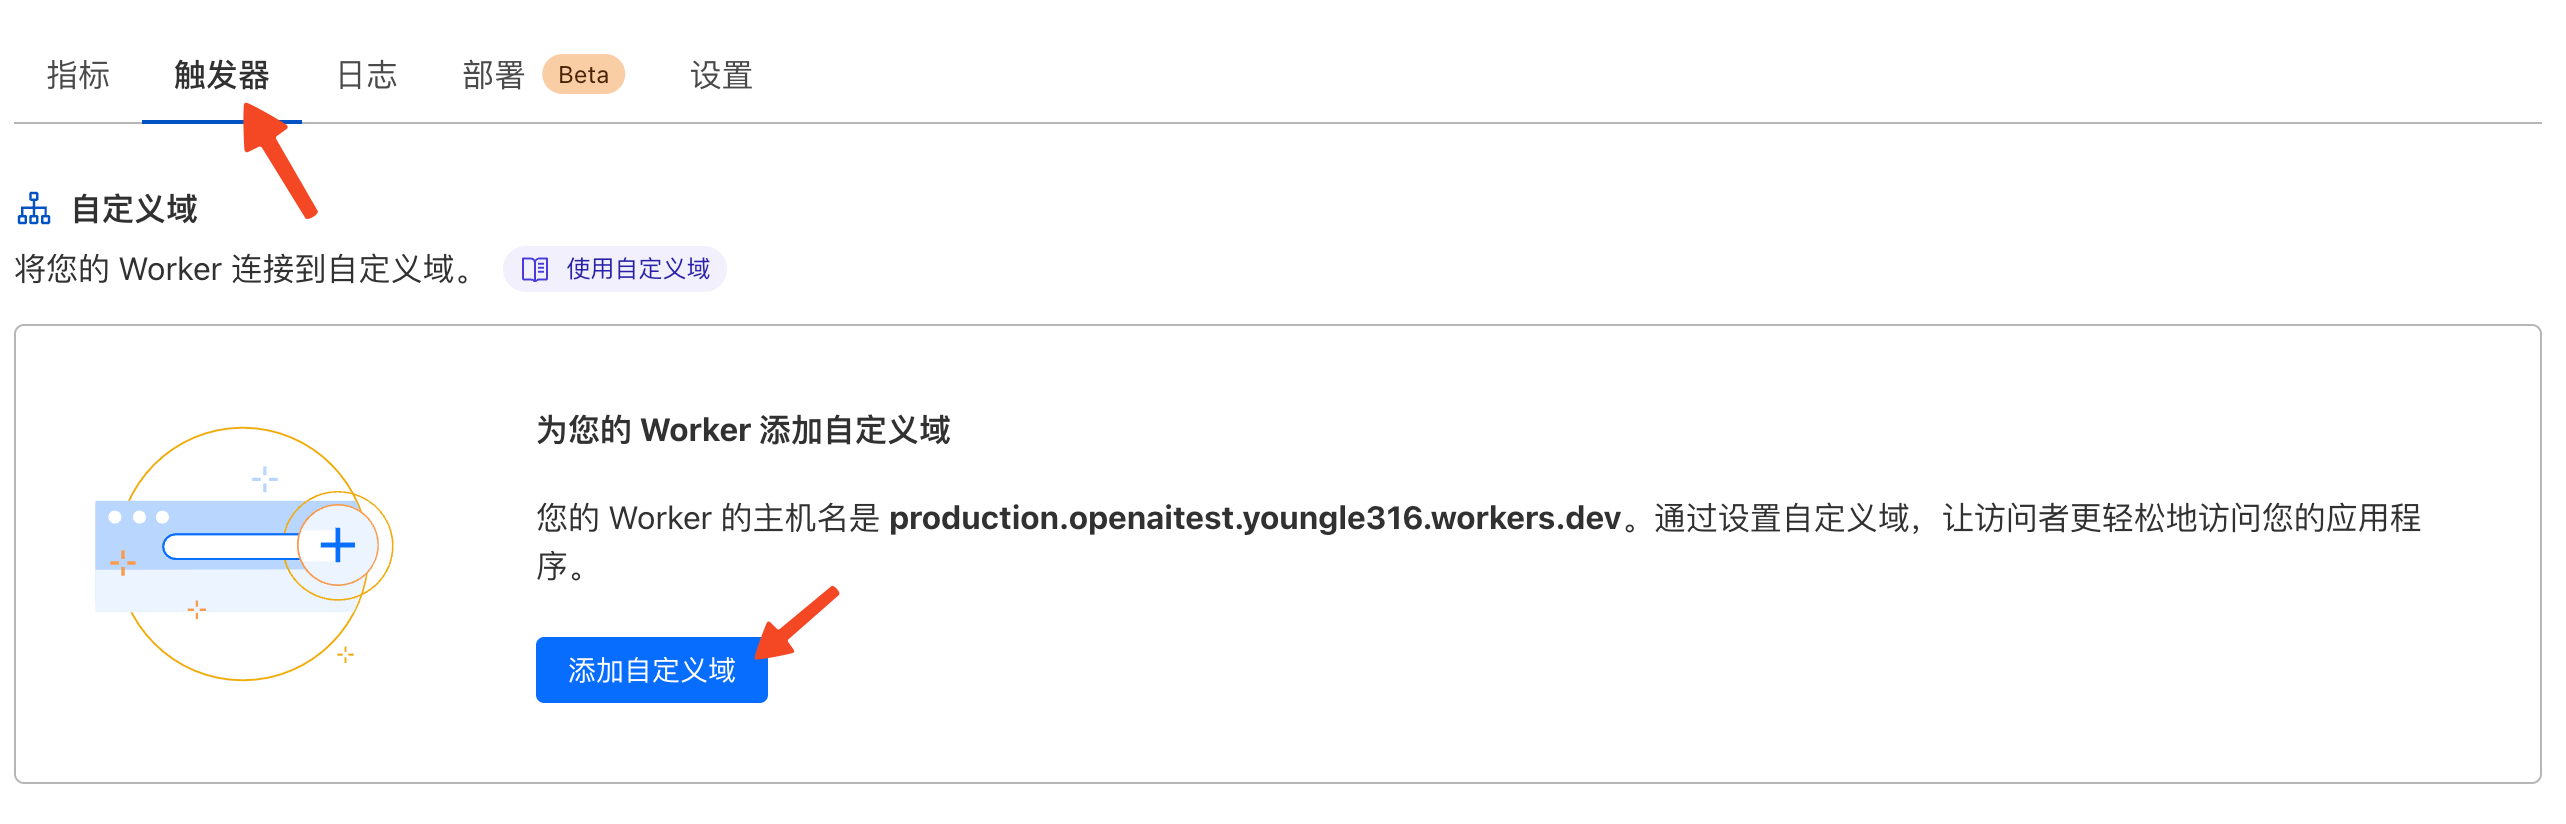 指标 触发器 日志 部署 Beta 设置
自定义域
将您的 Worker 连接到自定义域。 使用自定义域
为您的 Worker 添加自定义域
您的 Worker 的主机名是 production.openaitest.youngle316.workers.dev。通过设置自定义域，让访问者更轻松地访问您的应用程
序。
添加自定义域